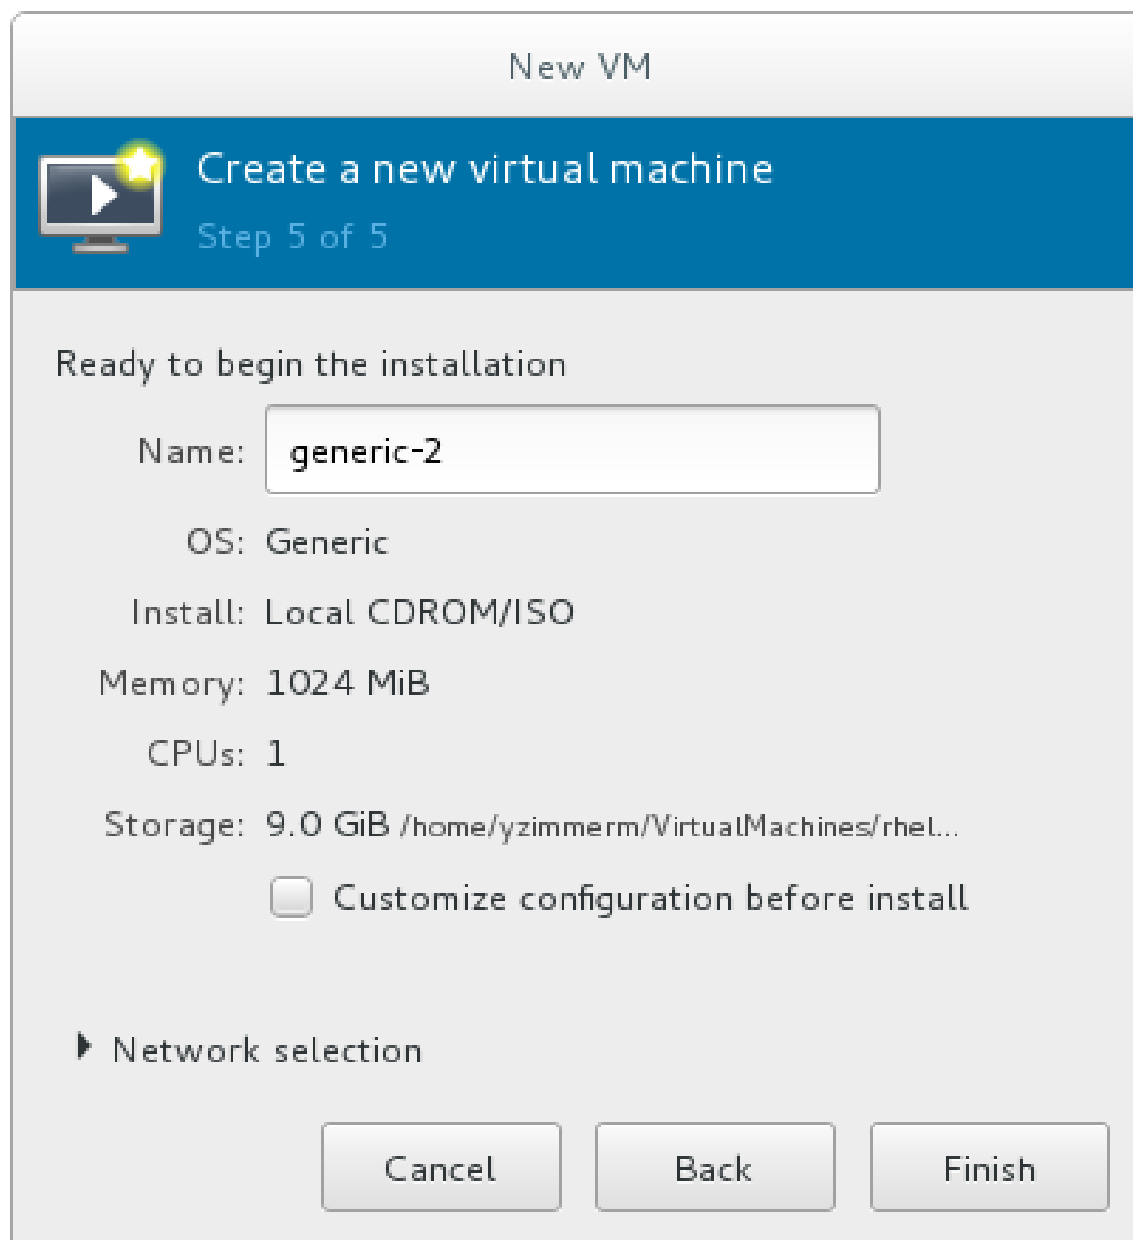 New VM
Create a new virtual machine
Step 5 of 5
Ready to begin the installation
Name: generic-2
OS: Generic
Install: Local CDROM/ISO
Memory: 1024 MiB
CPUs: 1
Storage: 9.0 GiB /home/yzimmerm/VirtualMachines/rhel...
Customize configuration before install
Network selection
Cancel Back Finish